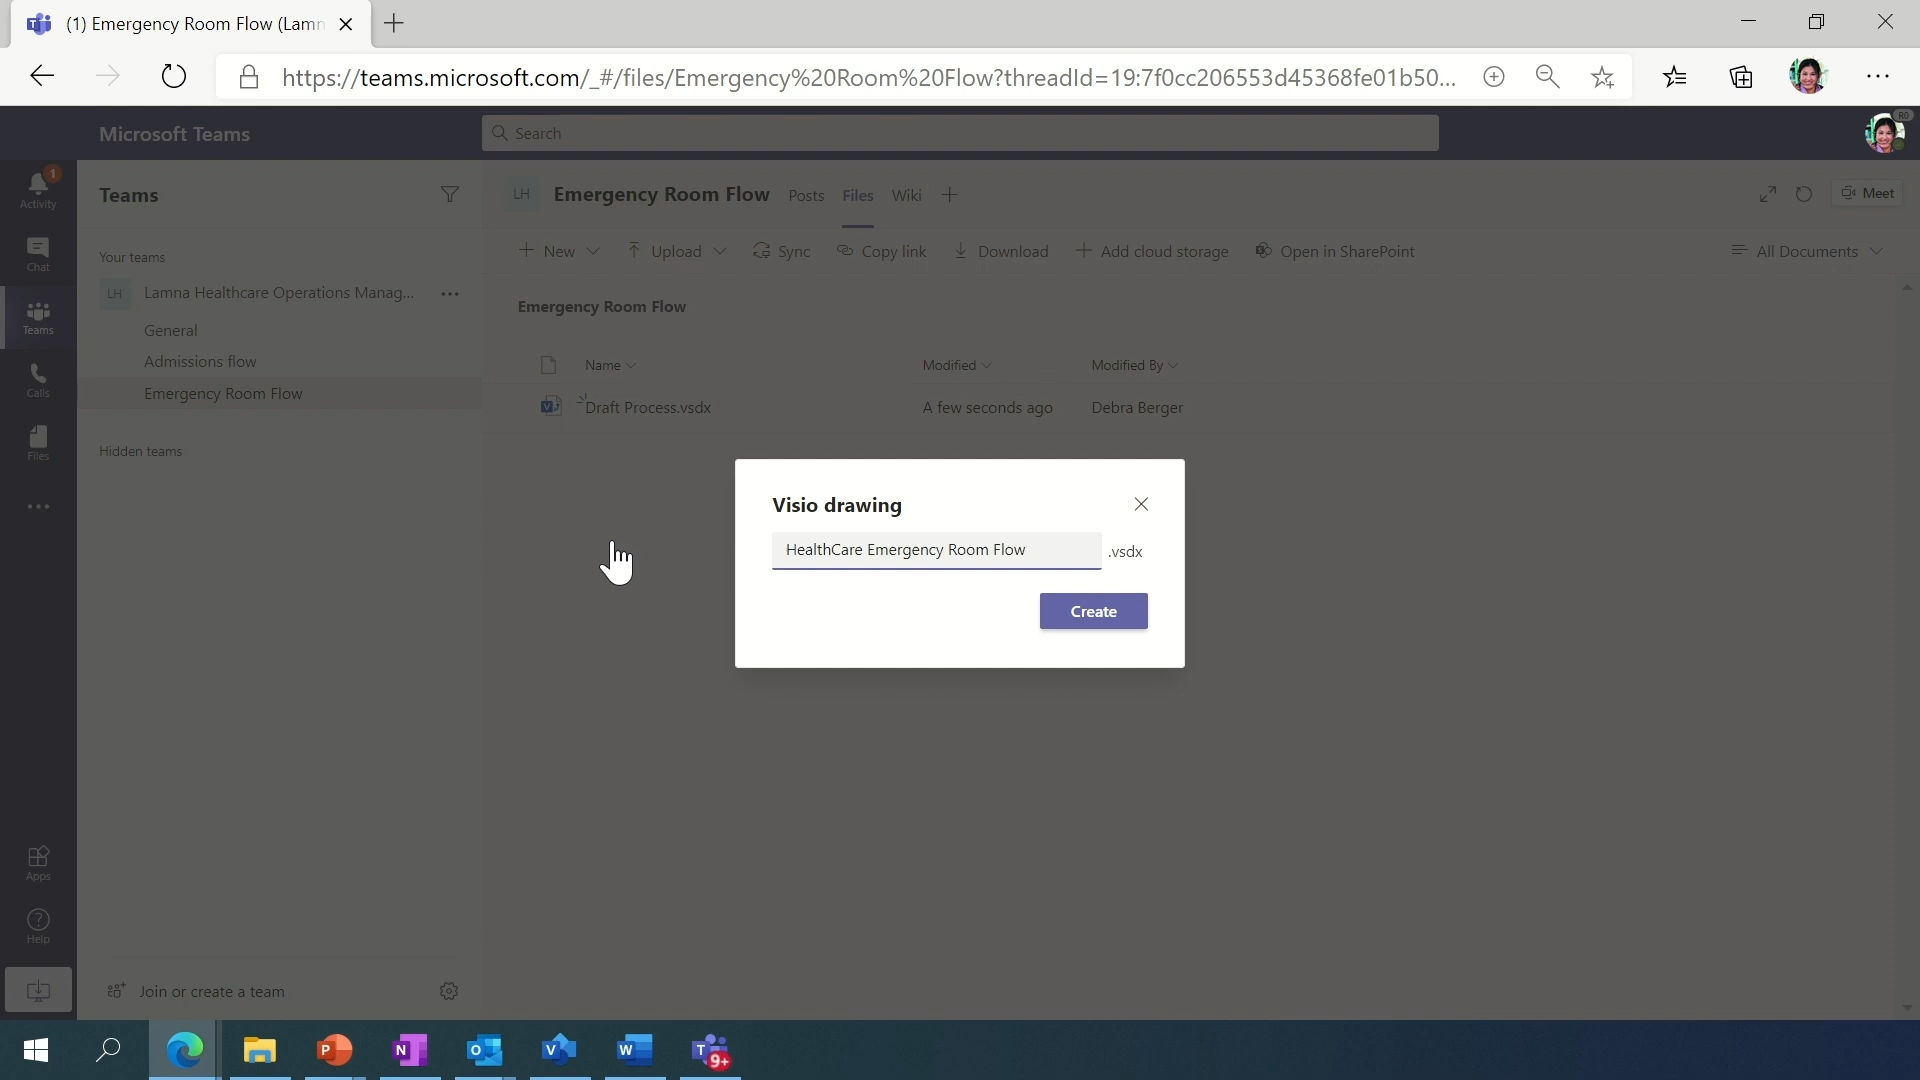 (1) Emergency Room Flow (Lamn
https://teams.microsoft.com/_#/files/Emergency%20Room%20Flow?threadId=19:7f0cc206553d45368fe01b50...
Microsoft Teams
Search
RO
1
Activity
Chat
Teams
Calls
Files
Apps
Help
Teams
Your teams
LH Lamna Healthcare Operations Manag...
General
Admissions flow
Emergency Room Flow
Hidden teams
Join or create a team
LH Emergency Room Flow Posts Files Wiki
Meet
New Upload Sync Copy link Download Add cloud storage Open in SharePoint All Documents
Emergency Room Flow
Name Modified Modified By
Draft Process.vsdx A few seconds ago Debra Berger
Visio drawing
HealthCare Emergency Room Flow .vsdx
Create
P N O V W T 9+